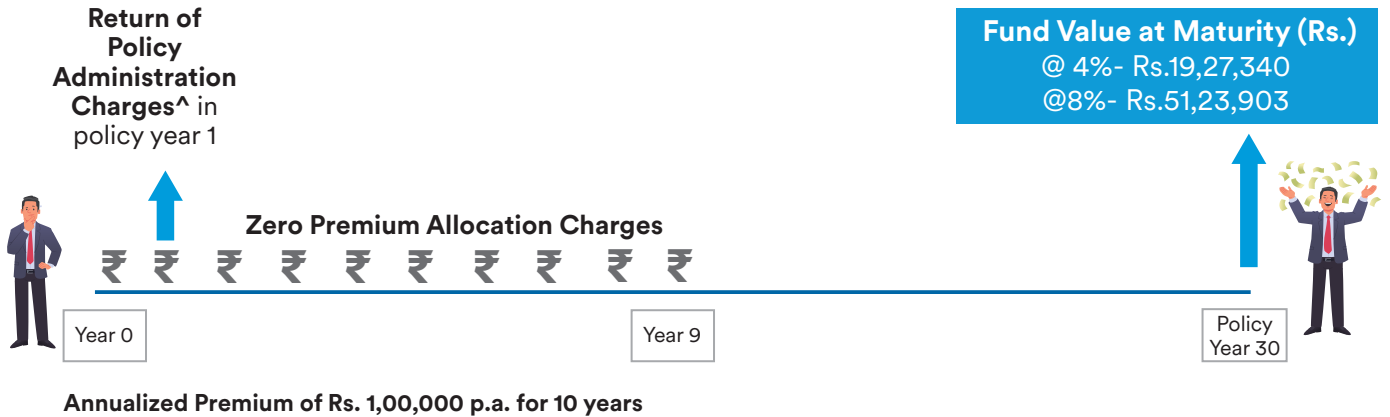 Return of
Policy
Administration
Charges^ in
policy year 1
Fund Value at Maturity (Rs.)
@ 4%- Rs.19,27,340
@8%- Rs.51,23,903
Zero Premium Allocation Charges
₹ ₹ ₹ ₹ ₹ ₹ ₹ ₹ ₹ ₹
Year 0
Year 9
Policy
Year 30
Annualized Premium of Rs. 1,00,000 p.a. for 10 years